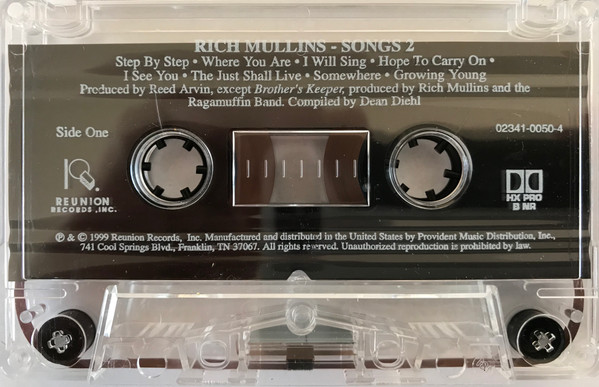 RICH MULLINS - SONGS 2
Step By Step • Where You Are • I Will Sing • Hope To Carry On •
I See You • The Just Shall Live • Somewhere • Growing Young
Produced by Reed Arvin, except Brother's Keeper, produced by Rich Mullins and the
Ragamuffin Band. Compiled by Dean Diehl
Side One
02341-0050-4
REUNION
RECORDS, INC.
HX PRO
B NR
℗ & © 1999 Reunion Records, Inc. Manufactured and distributed in the United States by Provident Music Distribution, Inc.,
741 Cool Springs Blvd., Franklin, TN 37067. All rights reserved. Unauthorized reproduction is prohibited by law.